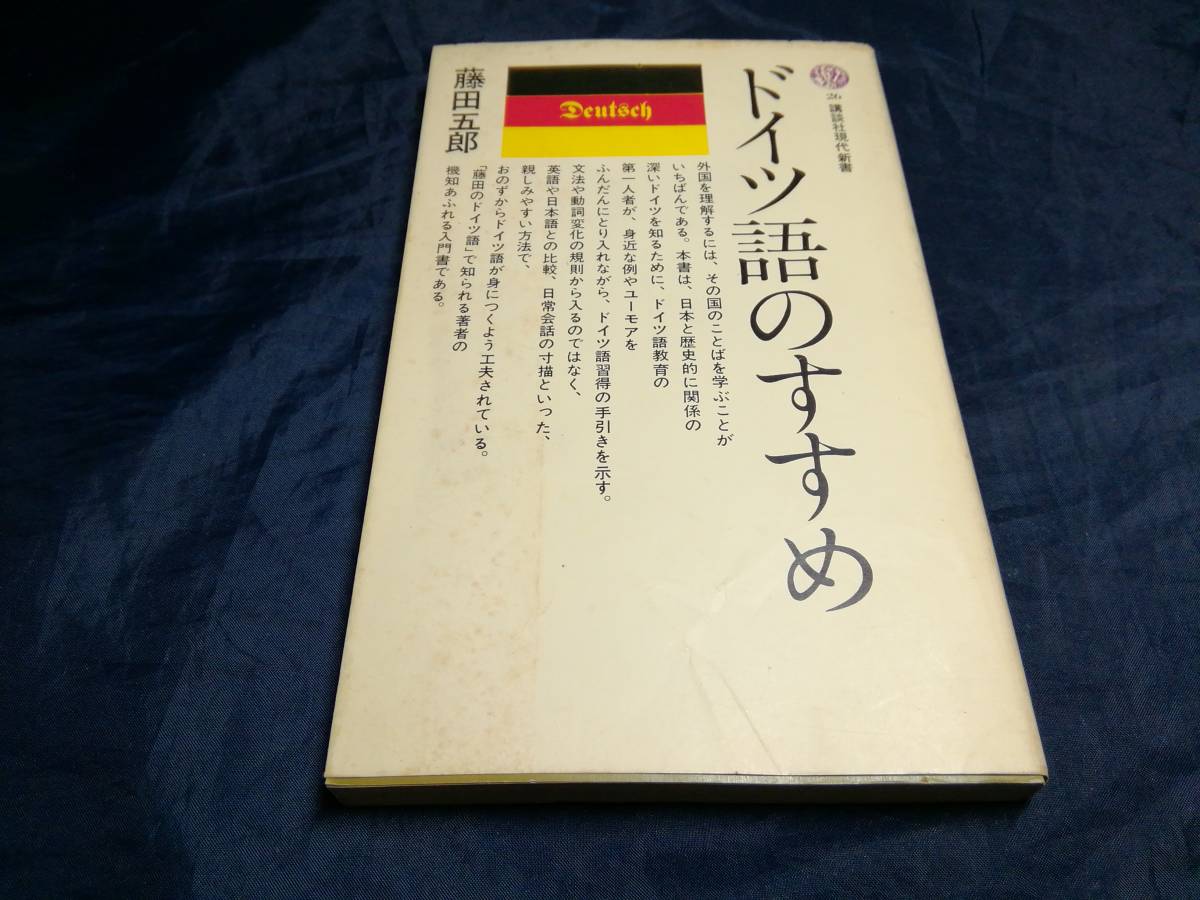 26 講談社現代新書
ドイツ語のすすめ
Deutsch
外国を理解するには、その国のことばを学ぶことが
いちばんである。本書は、日本と歴史的に関係の
深いドイツを知るために、ドイツ語教育の
第一人者が、身近な例やユーモアを
ふんだんにとり入れながら、ドイツ語習得の手引きを示す。
文法や動詞変化の規則から入るのではなく、
英語や日本語との比較、日常会話の寸描といった、
親しみやすい方法で、
おのずからドイツ語が身につくよう工夫されている。
「藤田のドイツ語」で知られる著者の
機知あふれる入門書である。
藤田五郎